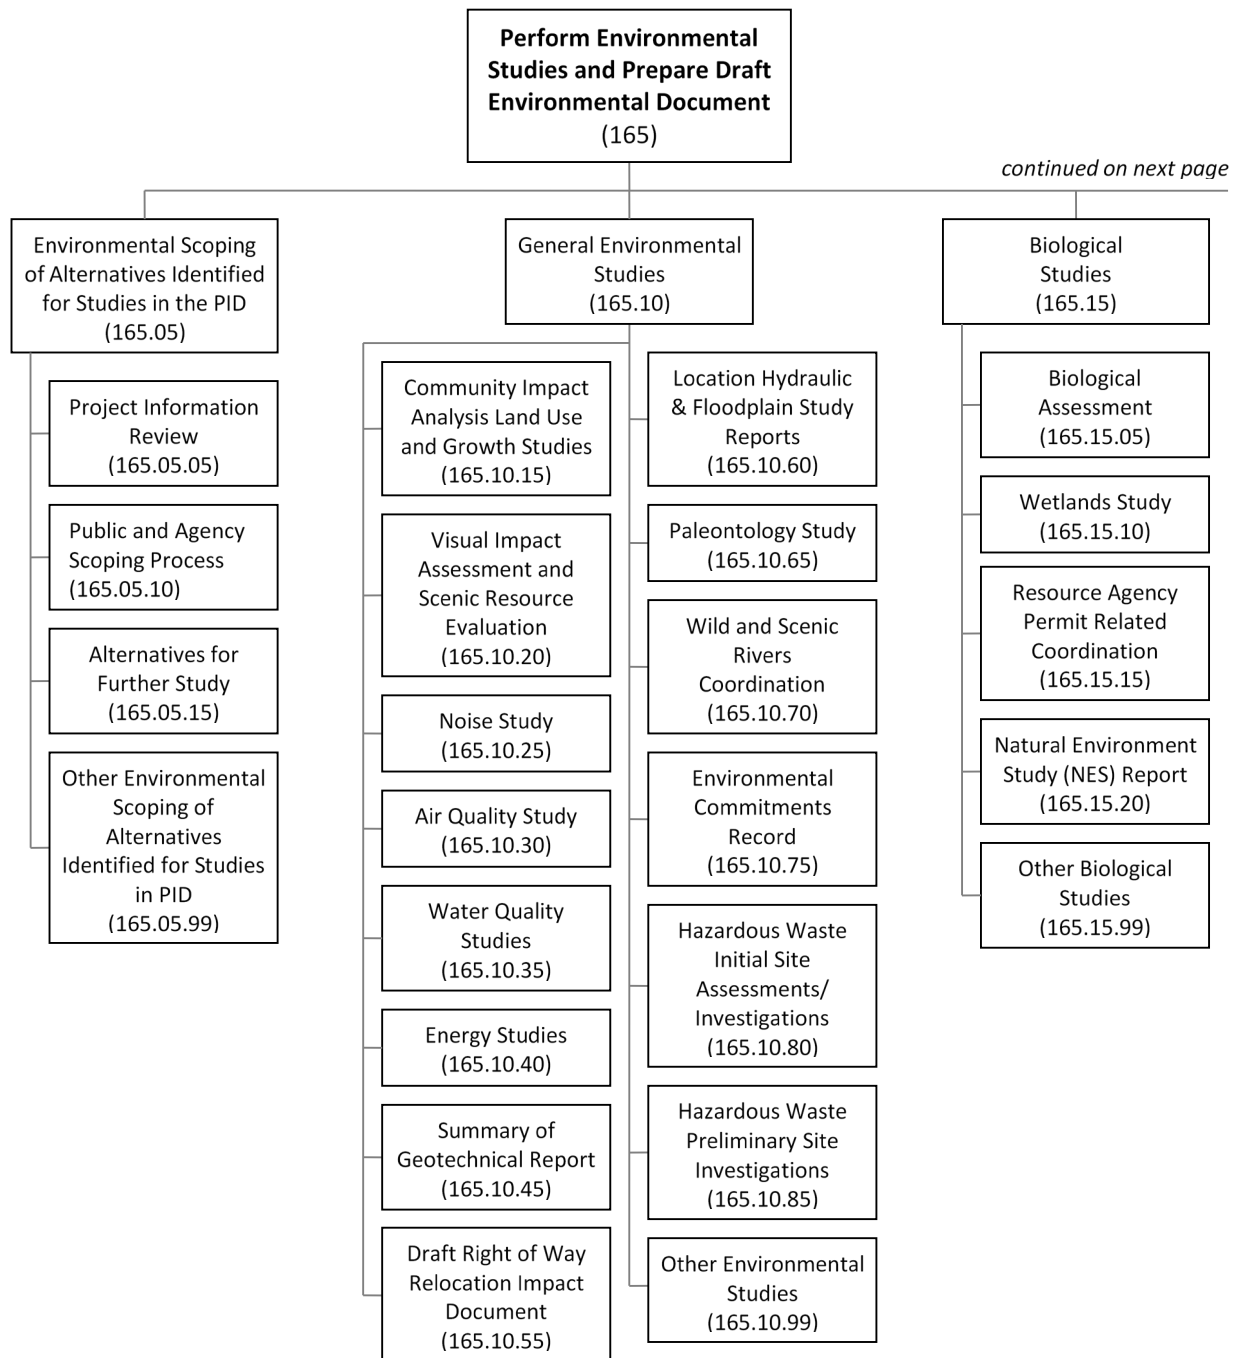 Perform Environmental
Studies and Prepare Draft
Environmental Document
(165)
continued on next page
Environmental Scoping
of Alternatives Identified
for Studies in the PID
(165.05)
Project Information
Review
(165.05.05)
Public and Agency
Scoping Process
(165.05.10)
Alternatives for
Further Study
(165.05.15)
Other Environmental
Scoping of
Alternatives
Identified for Studies
in PID
(165.05.99)
General Environmental
Studies
(165.10)
Community Impact
Analysis Land Use
and Growth Studies
(165.10.15)
Visual Impact
Assessment and
Scenic Resource
Evaluation
(165.10.20)
Noise Study
(165.10.25)
Air Quality Study
(165.10.30)
Water Quality
Studies
(165.10.35)
Energy Studies
(165.10.40)
Summary of
Geotechnical Report
(165.10.45)
Draft Right of Way
Relocation Impact
Document
(165.10.55)
Location Hydraulic
& Floodplain Study
Reports
(165.10.60)
Paleontology Study
(165.10.65)
Wild and Scenic
Rivers
Coordination
(165.10.70)
Environmental
Commitments
Record
(165.10.75)
Hazardous Waste
Initial Site
Assessments/
Investigations
(165.10.80)
Hazardous Waste
Preliminary Site
Investigations
(165.10.85)
Other Environmental
Studies
(165.10.99)
Biological
Studies
(165.15)
Biological
Assessment
(165.15.05)
Wetlands Study
(165.15.10)
Resource Agency
Permit Related
Coordination
(165.15.15)
Natural Environment
Study (NES) Report
(165.15.20)
Other Biological
Studies
(165.15.99)